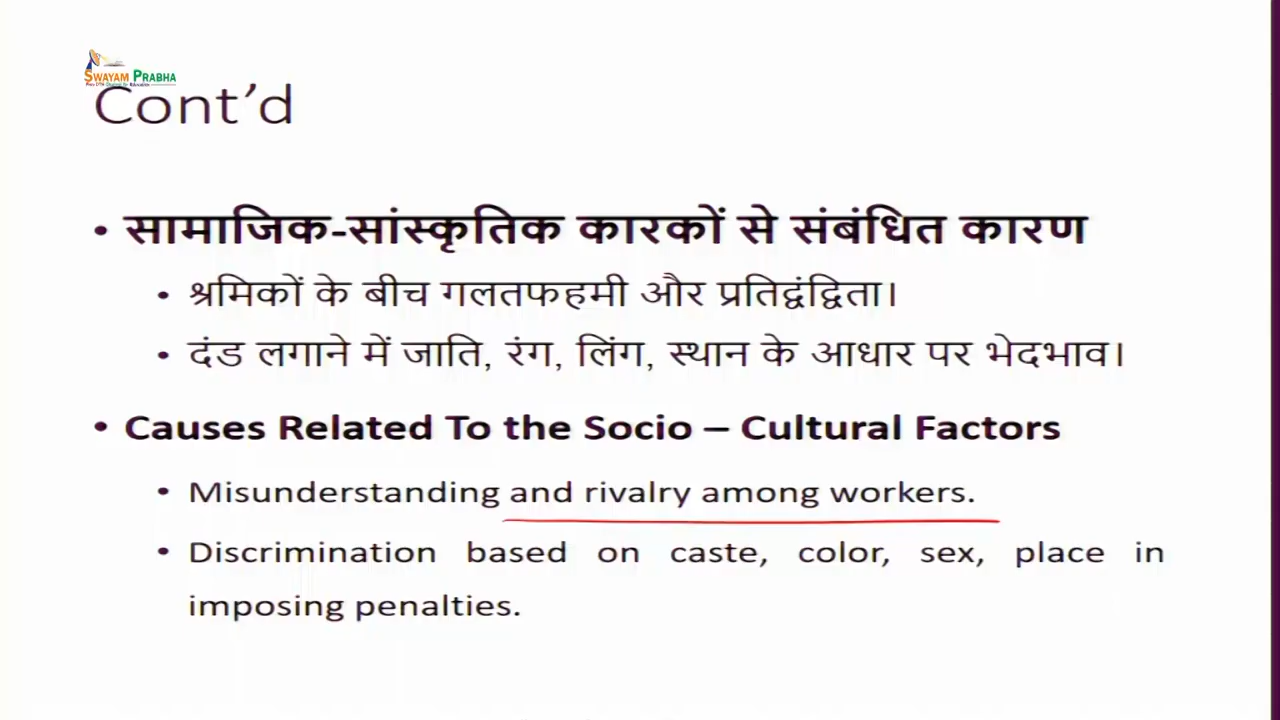 SWAYAM PRABHA
Cont'd
• सामाजिक-सांस्कृतिक कारकों से संबंधित कारण
• श्रमिकों के बीच गलतफहमी और प्रतिद्वंद्विता।
• दंड लगाने में जाति, रंग, लिंग, स्थान के आधार पर भेदभाव।
• Causes Related To the Socio – Cultural Factors
• Misunderstanding and rivalry among workers.
• Discrimination based on caste, color, sex, place in
imposing penalties.